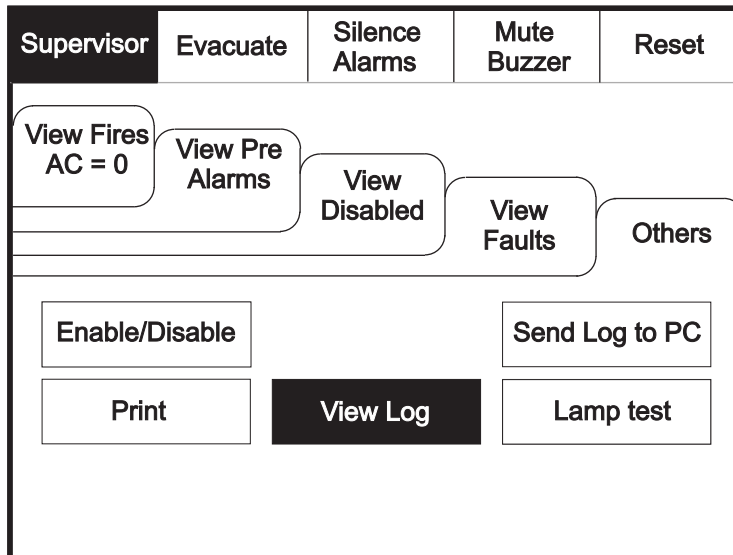 Supervisor
Evacuate
Silence
Alarms
Mute
Buzzer
Reset
View Fires
AC = 0
View Pre
Alarms
View
Disabled
View
Faults
Others
Enable/Disable
Send Log to PC
Print
View Log
Lamp test